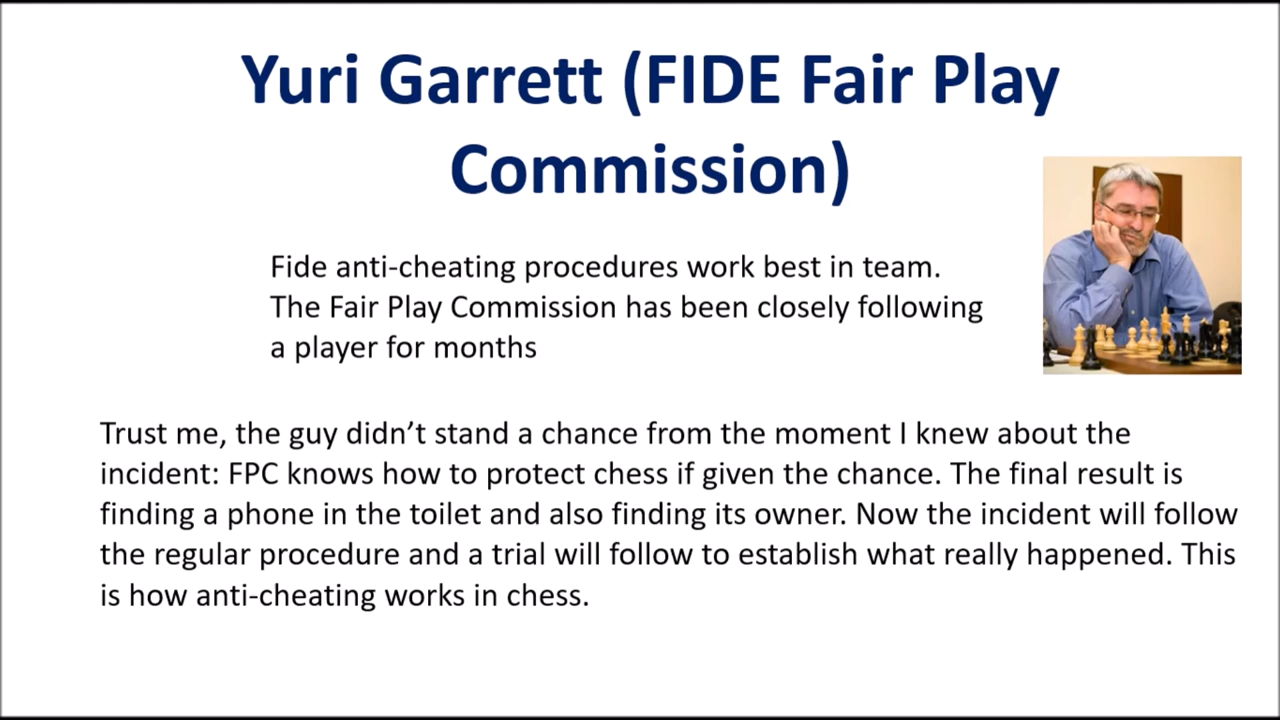 Yuri Garrett (FIDE Fair Play
Commission)
Fide anti-cheating procedures work best in team.
The Fair Play Commission has been closely following
a player for months
Trust me, the guy didn’t stand a chance from the moment I knew about the
incident: FPC knows how to protect chess if given the chance. The final result is
finding a phone in the toilet and also finding its owner. Now the incident will follow
the regular procedure and a trial will follow to establish what really happened. This
is how anti-cheating works in chess.